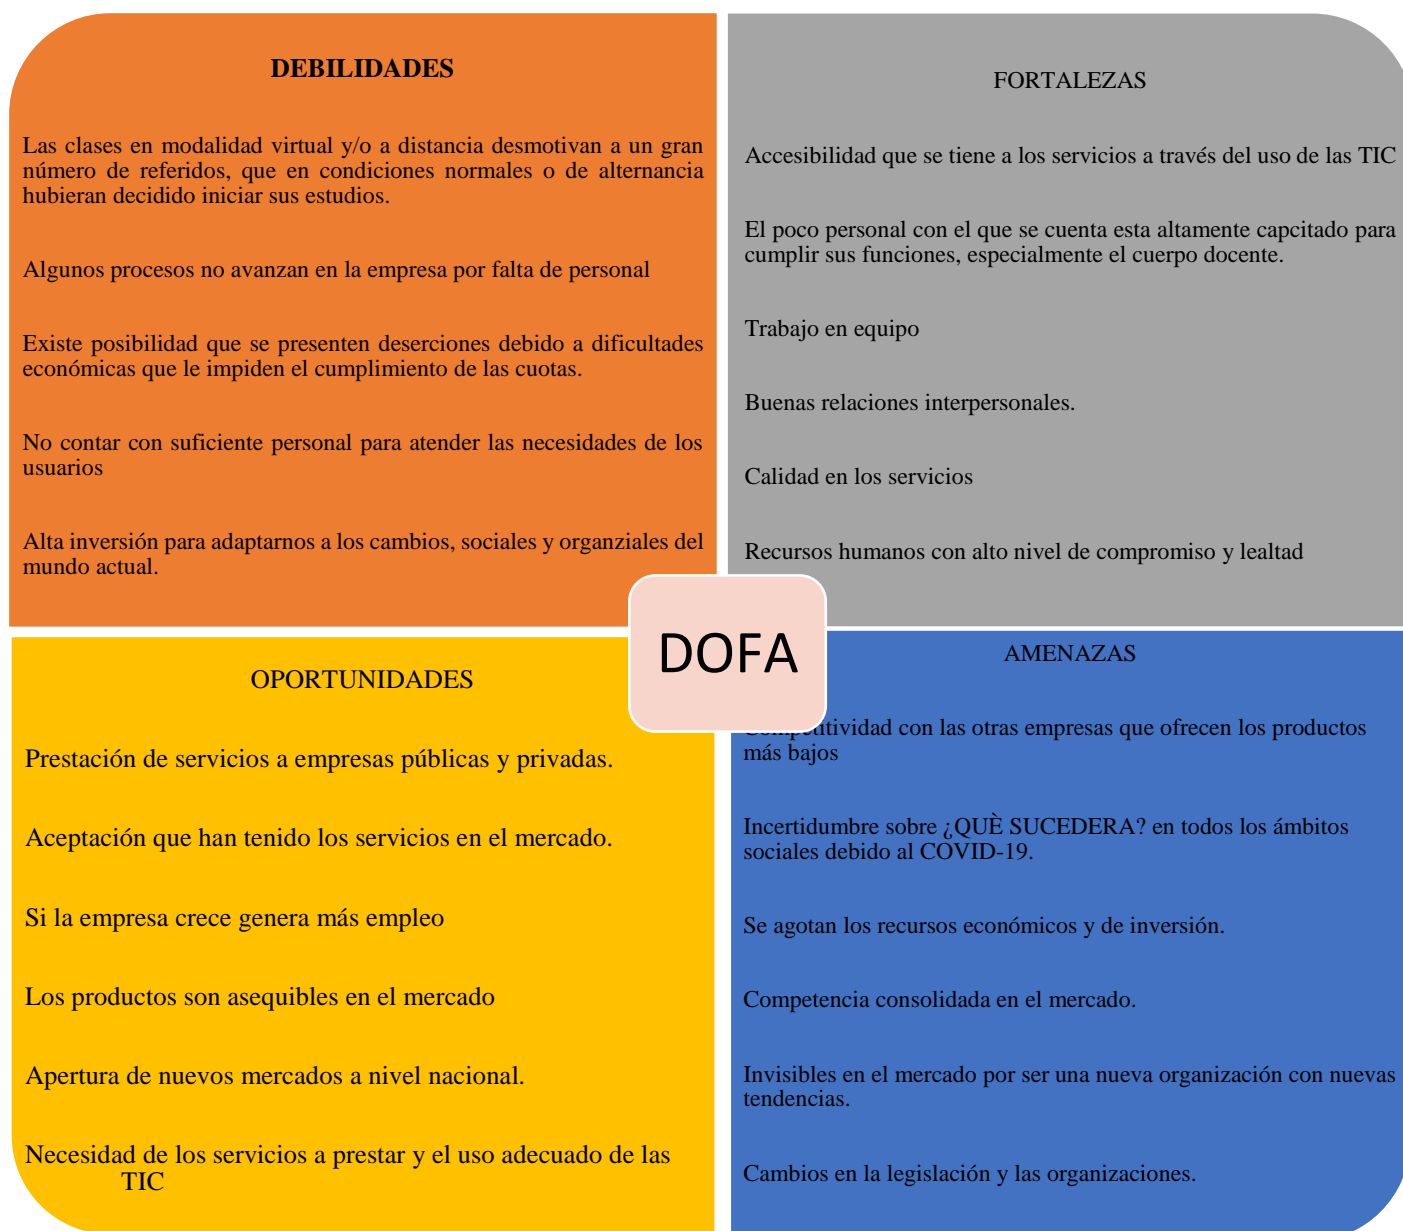 DEBILIDADES
Las clases en modalidad virtual y/o a distancia desmotivan a un gran
número de referidos, que en condiciones normales o de alternancia
hubieran decidido iniciar sus estudios.
Algunos procesos no avanzan en la empresa por falta de personal
Existe posibilidad que se presenten deserciones debido a dificultades
económicas que le impiden el cumplimiento de las cuotas.
No contar con suficiente personal para atender las necesidades de los
usuarios
Alta inversión para adaptarnos a los cambios, sociales y organziales del
mundo actual.
FORTALEZAS
Accesibilidad que se tiene a los servicios a través del uso de las TIC
El poco personal con el que se cuenta esta altamente capcitado para
cumplir sus funciones, especialmente el cuerpo docente.
Trabajo en equipo
Buenas relaciones interpersonales.
Calidad en los servicios
Recursos humanos con alto nivel de compromiso y lealtad
DOFA
OPORTUNIDADES
Prestación de servicios a empresas públicas y privadas.
Aceptación que han tenido los servicios en el mercado.
Si la empresa crece genera más empleo
Los productos son asequibles en el mercado
Apertura de nuevos mercados a nivel nacional.
Necesidad de los servicios a prestar y el uso adecuado de las
TIC
AMENAZAS
Competitividad con las otras empresas que ofrecen los productos
más bajos
Incertidumbre sobre ¿QUÈ SUCEDERA? en todos los ámbitos
sociales debido al COVID-19.
Se agotan los recursos económicos y de inversión.
Competencia consolidada en el mercado.
Invisibles en el mercado por ser una nueva organización con nuevas
tendencias.
Cambios en la legislación y las organizaciones.